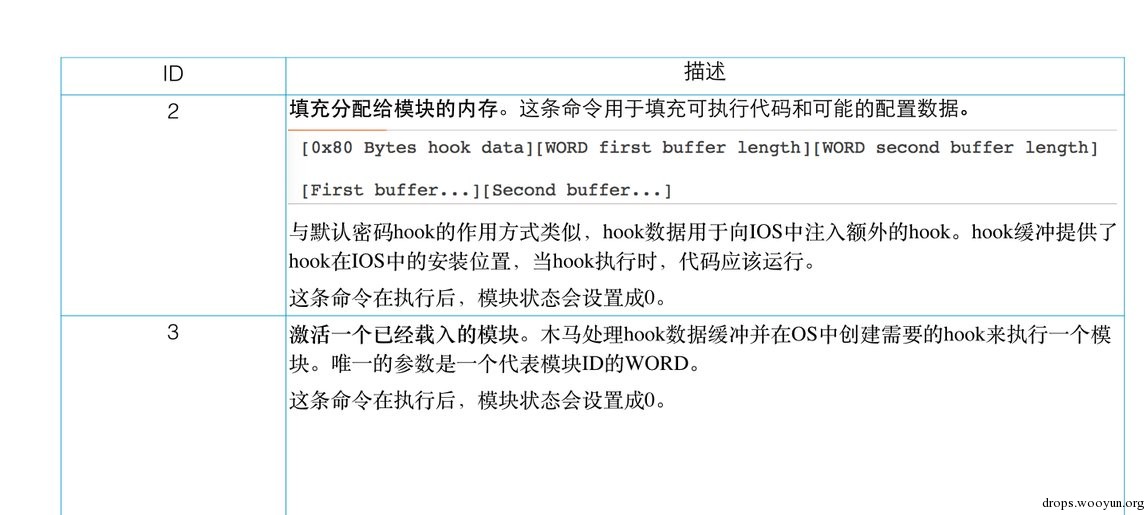 ID 描述
2 填充分配给模块的内存。这条命令用于填充可执行代码和可能的配置数据。
[0x80 Bytes hook data][WORD first buffer length][WORD second buffer length]
[First buffer...][Second buffer...]
与默认密码hook的作用方式类似，hook数据用于向IOS中注入额外的hook。hook缓冲提供了
hook在IOS中的安装位置，当hook执行时，代码应该运行。
这条命令在执行后，模块状态会设置成0。
3 激活一个已经载入的模块。木马处理hook数据缓冲并在OS中创建需要的hook来执行一个模
块。唯一的参数是一个代表模块ID的WORD。
这条命令在执行后，模块状态会设置成0。
drops.wooyun.org